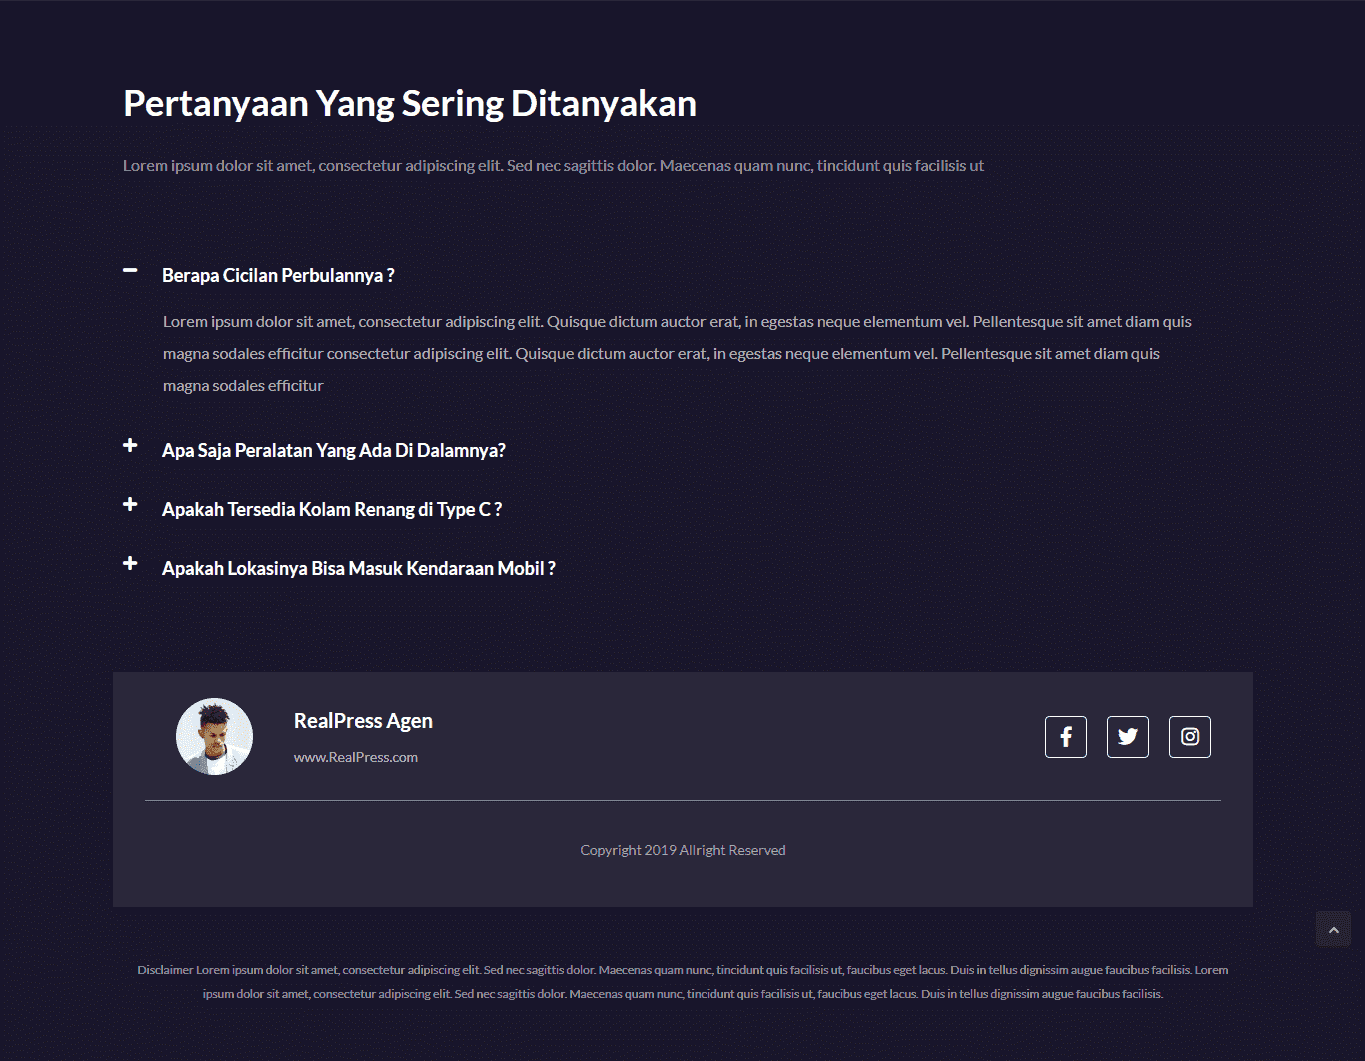 Pertanyaan Yang Sering Ditanyakan
Lorem ipsum dolor sit amet, consectetur adipiscing elit. Sed nec sagittis dolor. Maecenas quam nunc, tincidunt quis facilisis ut
Berapa Cicilan Perbulannya ?
Lorem ipsum dolor sit amet, consectetur adipiscing elit. Quisque dictum auctor erat, in egestas neque elementum vel. Pellentesque sit amet diam quis
magna sodales efficitur consectetur adipiscing elit. Quisque dictum auctor erat, in egestas neque elementum vel. Pellentesque sit amet diam quis
magna sodales efficitur
Apa Saja Peralatan Yang Ada Di Dalamnya?
Apakah Tersedia Kolam Renang di Type C ?
Apakah Lokasinya Bisa Masuk Kendaraan Mobil ?
RealPress Agen
www.RealPress.com
Copyright 2019 Allright Reserved
Disclaimer Lorem ipsum dolor sit amet, consectetur adipiscing elit. Sed nec sagittis dolor. Maecenas quam nunc, tincidunt quis facilisis ut, faucibus eget lacus. Duis in tellus dignissim augue faucibus facilisis. Lorem
ipsum dolor sit amet, consectetur adipiscing elit. Sed nec sagittis dolor. Maecenas quam nunc, tincidunt quis facilisis ut, faucibus eget lacus. Duis in tellus dignissim augue faucibus facilisis.